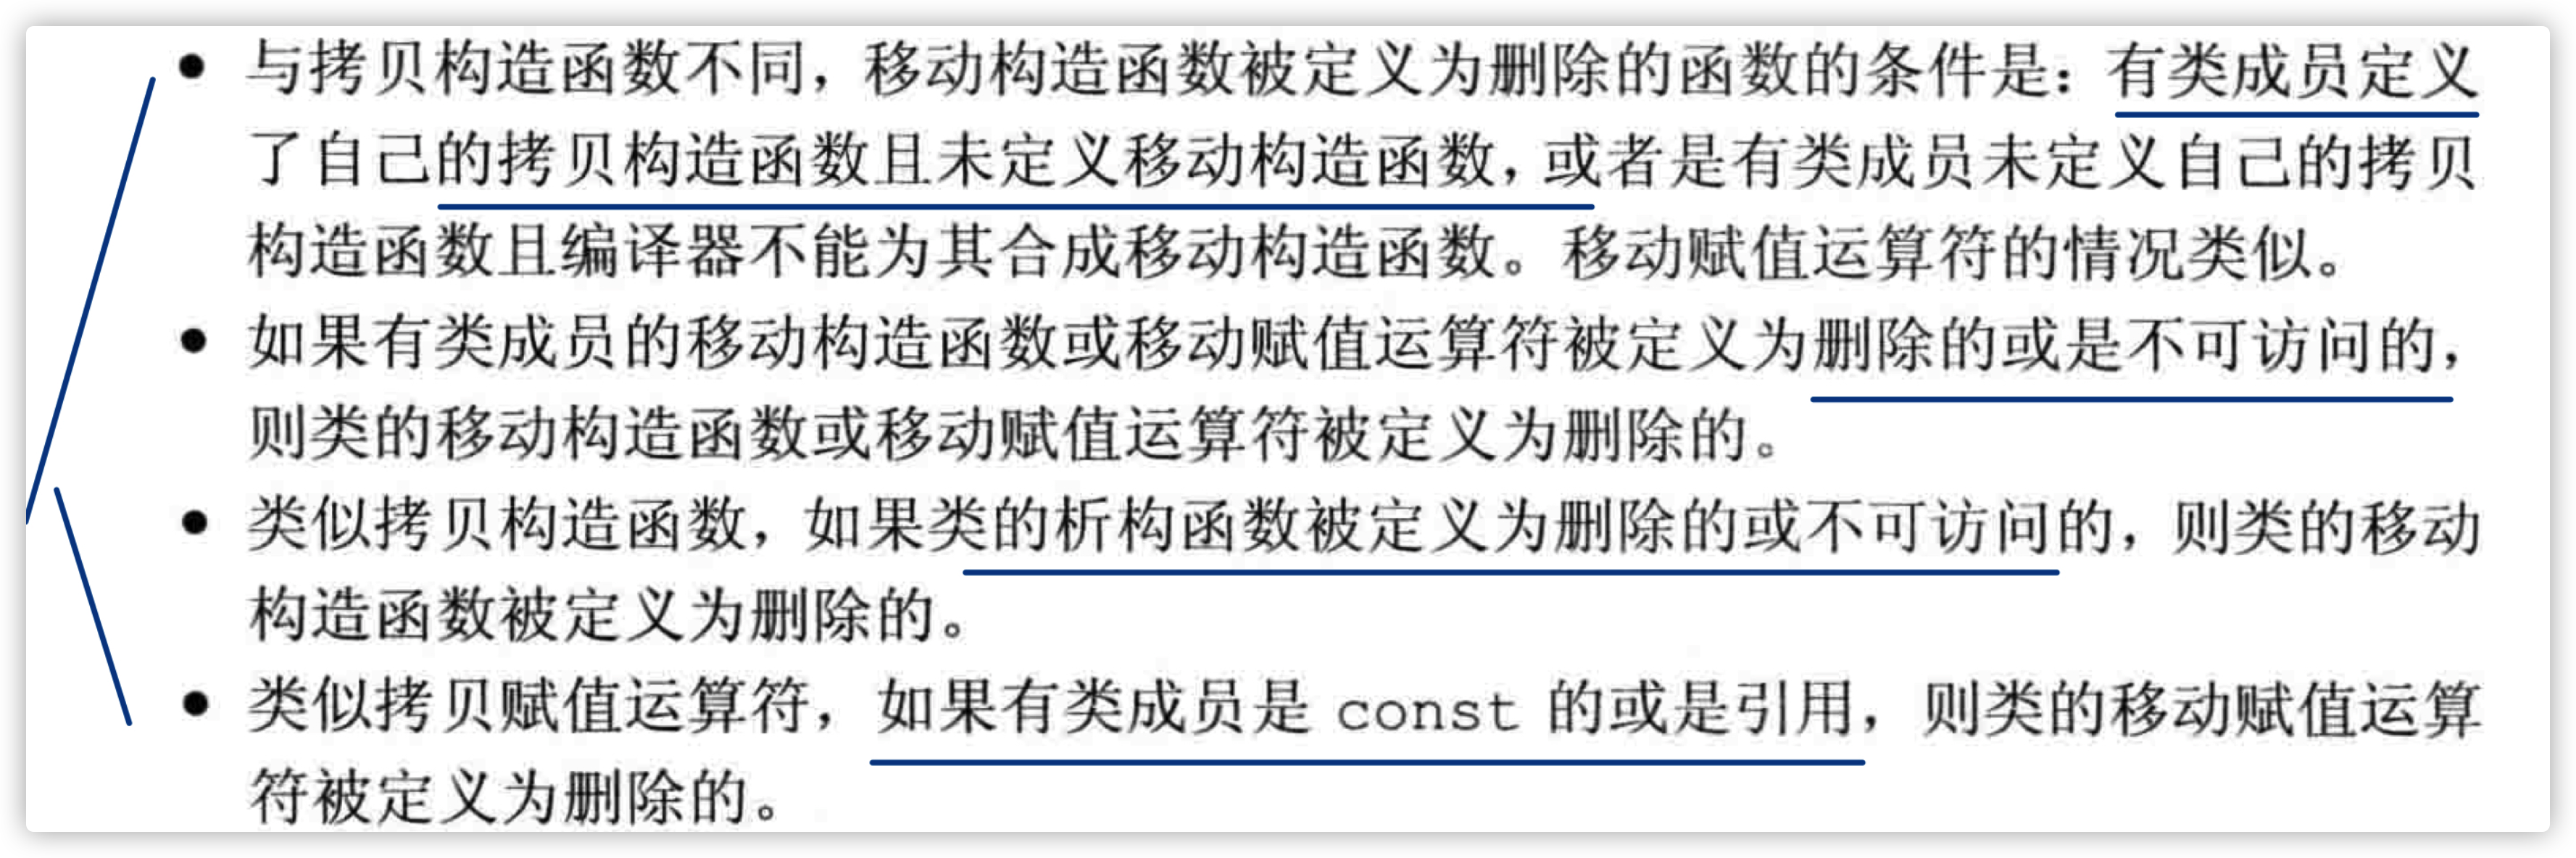 ● 与拷贝构造函数不同，移动构造函数被定义为删除的函数的条件是：有类成员定义
了自己的拷贝构造函数且未定义移动构造函数，或者是有类成员未定义自己的拷贝
构造函数且编译器不能为其合成移动构造函数。移动赋值运算符的情况类似。
● 如果有类成员的移动构造函数或移动赋值运算符被定义为删除的或是不可访问的，
则类的移动构造函数或移动赋值运算符被定义为删除的。
● 类似拷贝构造函数，如果类的析构函数被定义为删除的或不可访问的，则类的移动
构造函数被定义为删除的。
● 类似拷贝赋值运算符，如果有类成员是 const 的或是引用，则类的移动赋值运算
符被定义为删除的。